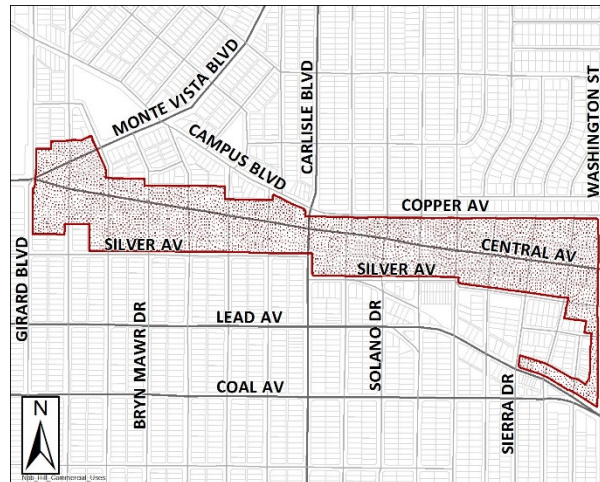 MONTE VISTA BLVD
CARLISLE BLVD
WASHINGTON ST
CAMPUS BLVD
COPPER AV
CENTRAL AV
SILVER AV
SILVER AV
GIRARD BLVD
BRYN MAWR DR
LEAD AV
SOLANO DR
SIERRA DR
COAL AV
N
Nob_Hill_Commercial_Uses